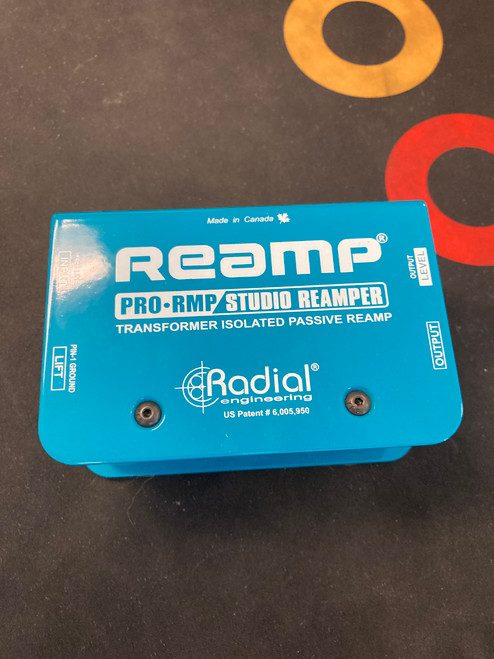 Made in Canada
Reamp®
PRO•RMP/STUDIO REAMPER
TRANSFORMER ISOLATED PASSIVE REAMP
OUTPUT
LEVEL
OUTPUT
PIN-1 GROUND
LIFT
Radial®
engineering
US Patent # 6,005,950